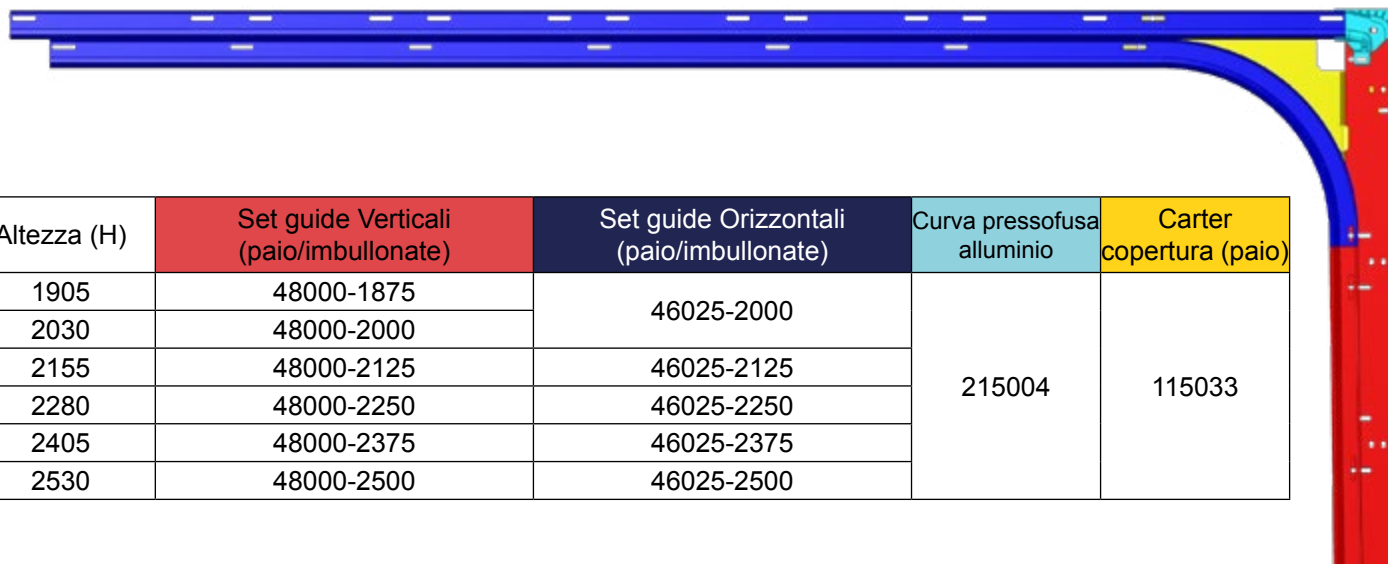 Altezza (H) Set guide Verticali (paio/imbullonate) Set guide Orizzontali (paio/imbullonate) Curva pressofusa alluminio Carter copertura (paio)
1905 48000-1875 46025-2000 215004 115033
2030 48000-2000
2155 48000-2125 46025-2125
2280 48000-2250 46025-2250
2405 48000-2375 46025-2375
2530 48000-2500 46025-2500